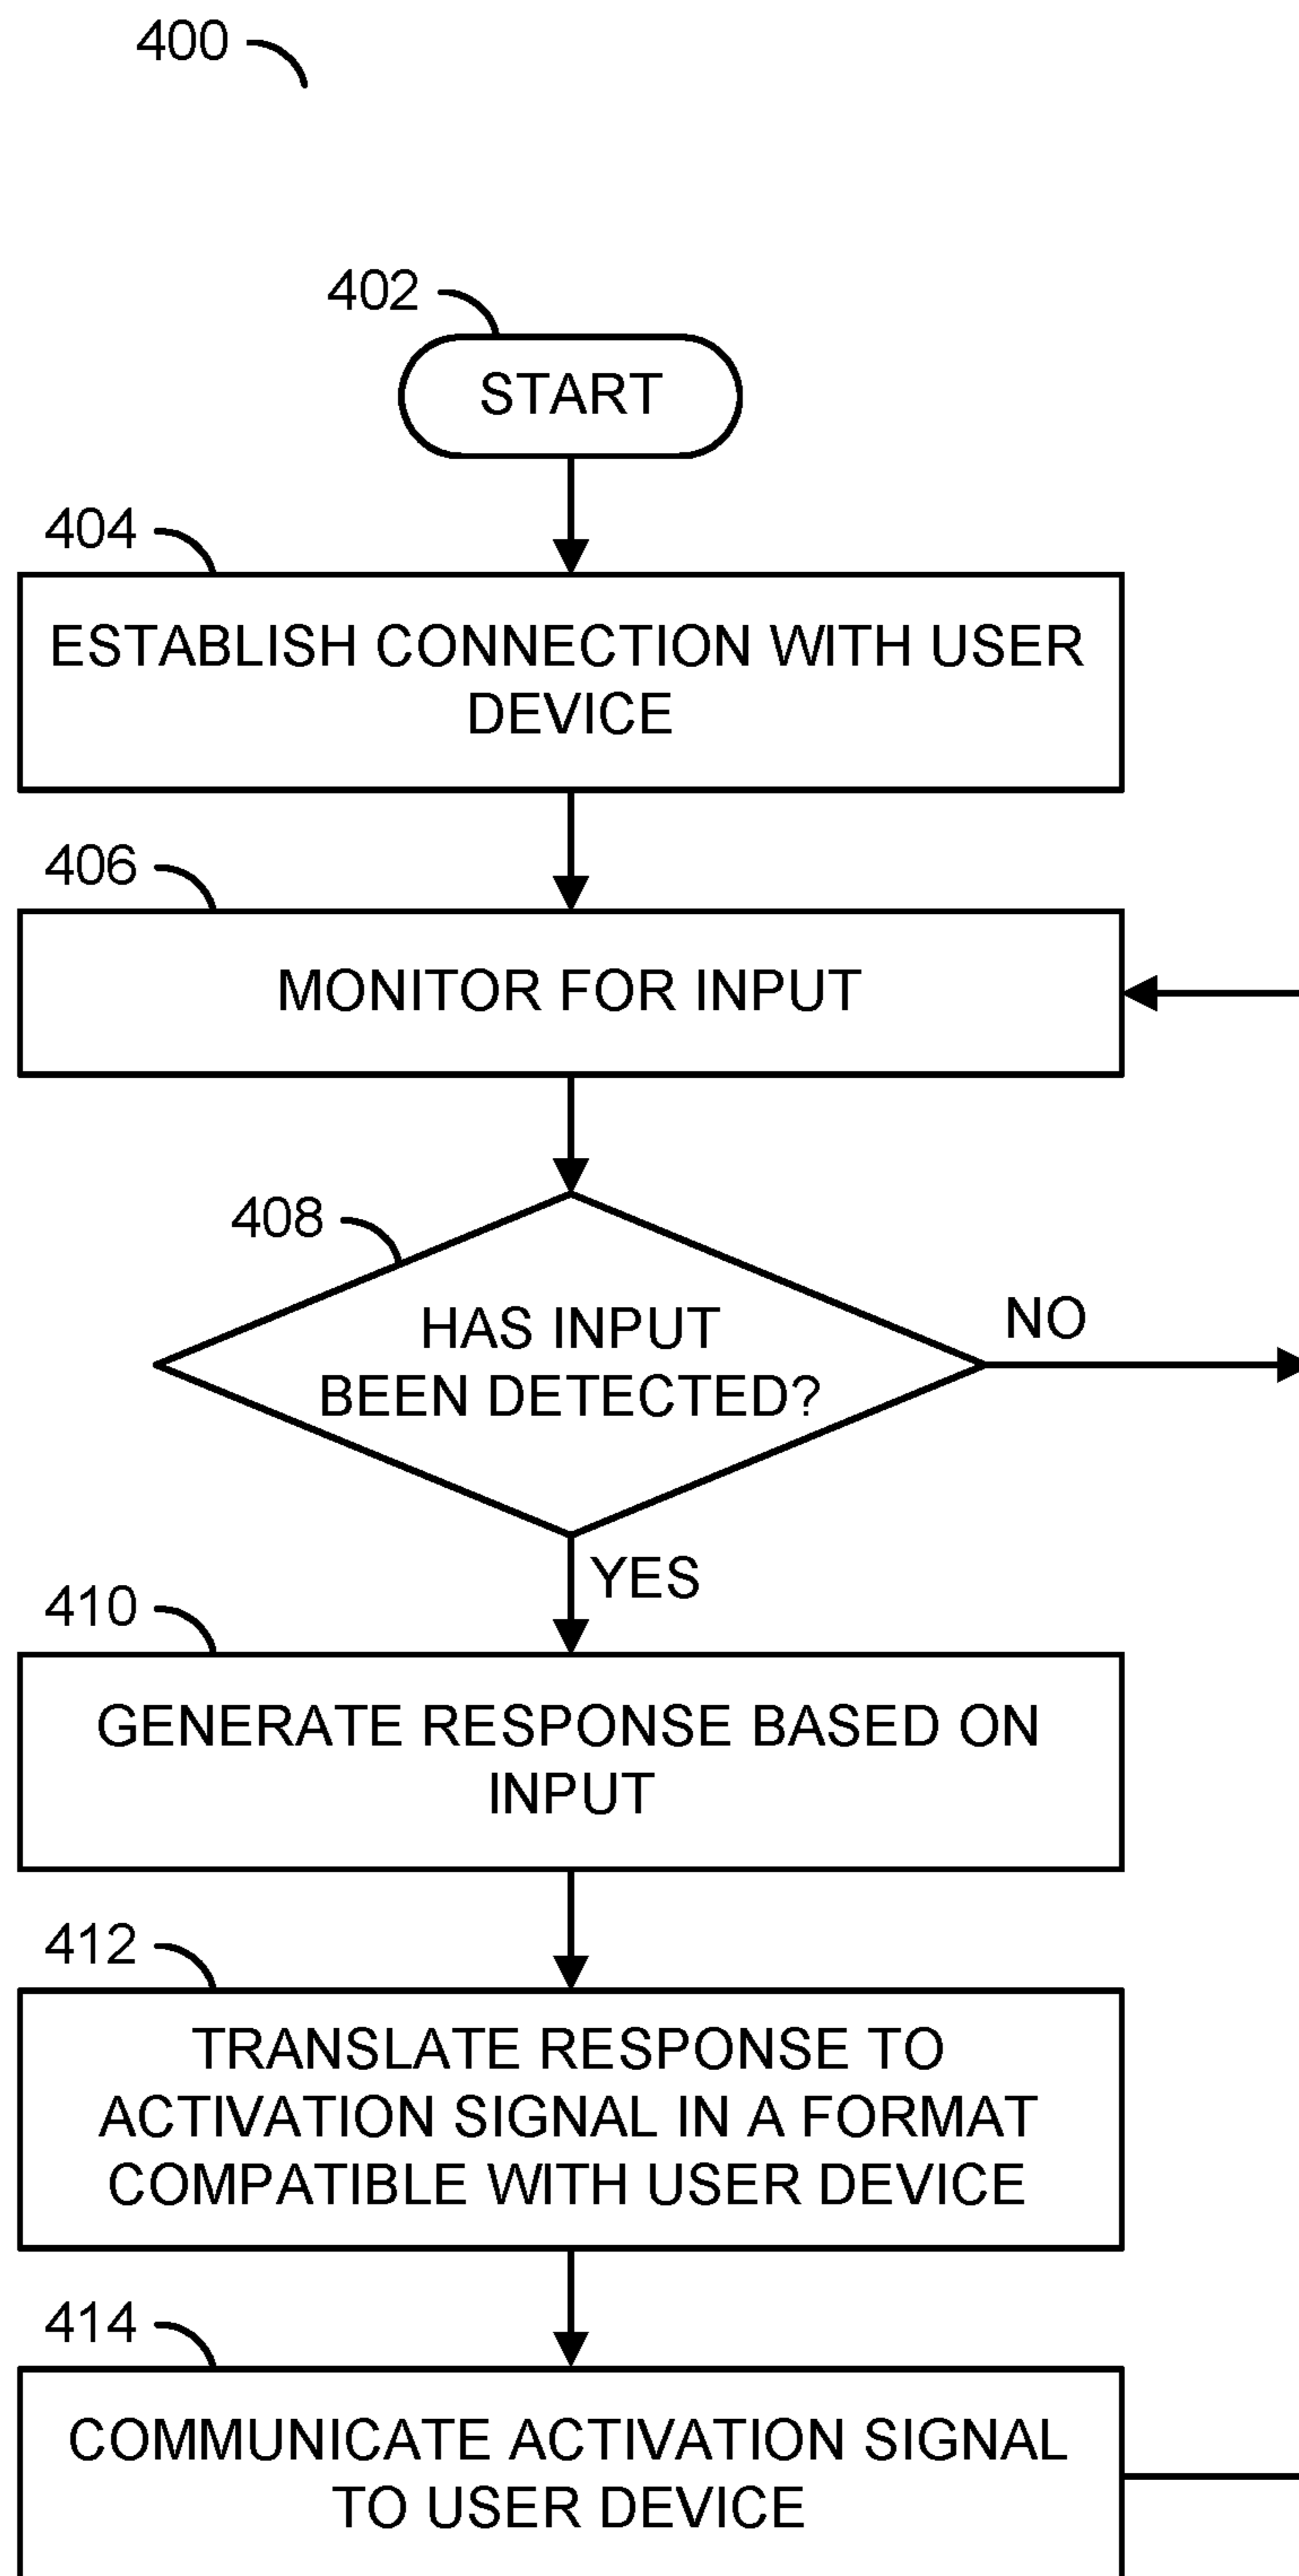 400
402
START
404
ESTABLISH CONNECTION WITH USER
DEVICE
406
MONITOR FOR INPUT
408
HAS INPUT
BEEN DETECTED?
NO
YES
410
GENERATE RESPONSE BASED ON
INPUT
412
TRANSLATE RESPONSE TO
ACTIVATION SIGNAL IN A FORMAT
COMPATIBLE WITH USER DEVICE
414
COMMUNICATE ACTIVATION SIGNAL
TO USER DEVICE